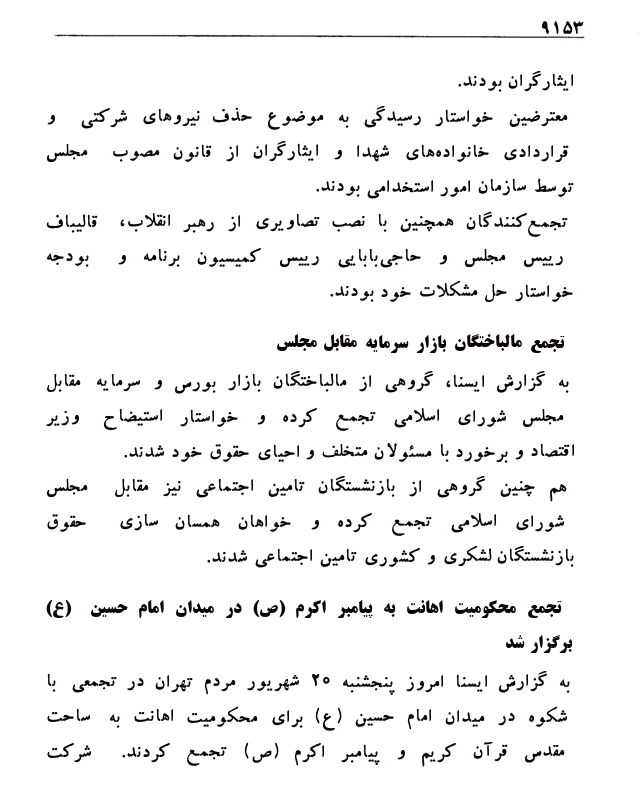 ۹۱۵۳
ایثارگران بودند.
معترضین خواستار رسیدگی به موضوع حذف نیروهای شرکتی و
قراردادی خانواده‌های شهدا و ایثارگران از قانون مصوب مجلس
توسط سازمان امور استخدامی بودند.
تجمع‌کنندگان همچنین با نصب تصاویری از رهبر انقلاب، قالیباف
رییس مجلس و حاجی‌بابایی رییس کمیسیون برنامه و بودجه
خواستار حل مشکلات خود بودند.
تجمع مالباختگان بازار سرمایه مقابل مجلس
به گزارش ایسنا، گروهی از مالباختگان بازار بورس و سرمایه مقابل
مجلس شورای اسلامی تجمع کرده و خواستار استیضاح وزیر
اقتصاد و برخورد با مسئولان متخلف و احیای حقوق خود شدند.
هم چنین گروهی از بازنشستگان تامین اجتماعی نیز مقابل مجلس
شورای اسلامی تجمع کرده و خواهان همسان سازی حقوق
بازنشستگان لشکری و کشوری تامین اجتماعی شدند.
تجمع محکومیت اهانت به پیامبر اکرم (ص) در میدان امام حسین (ع)
برگزار شد
به گزارش ایسنا امروز پنجشنبه ۲۰ شهریور مردم تهران در تجمعی با
شکوه در میدان امام حسین (ع) برای محکومیت اهانت به ساحت
مقدس قرآن کریم و پیامبر اکرم (ص) تجمع کردند. شرکت